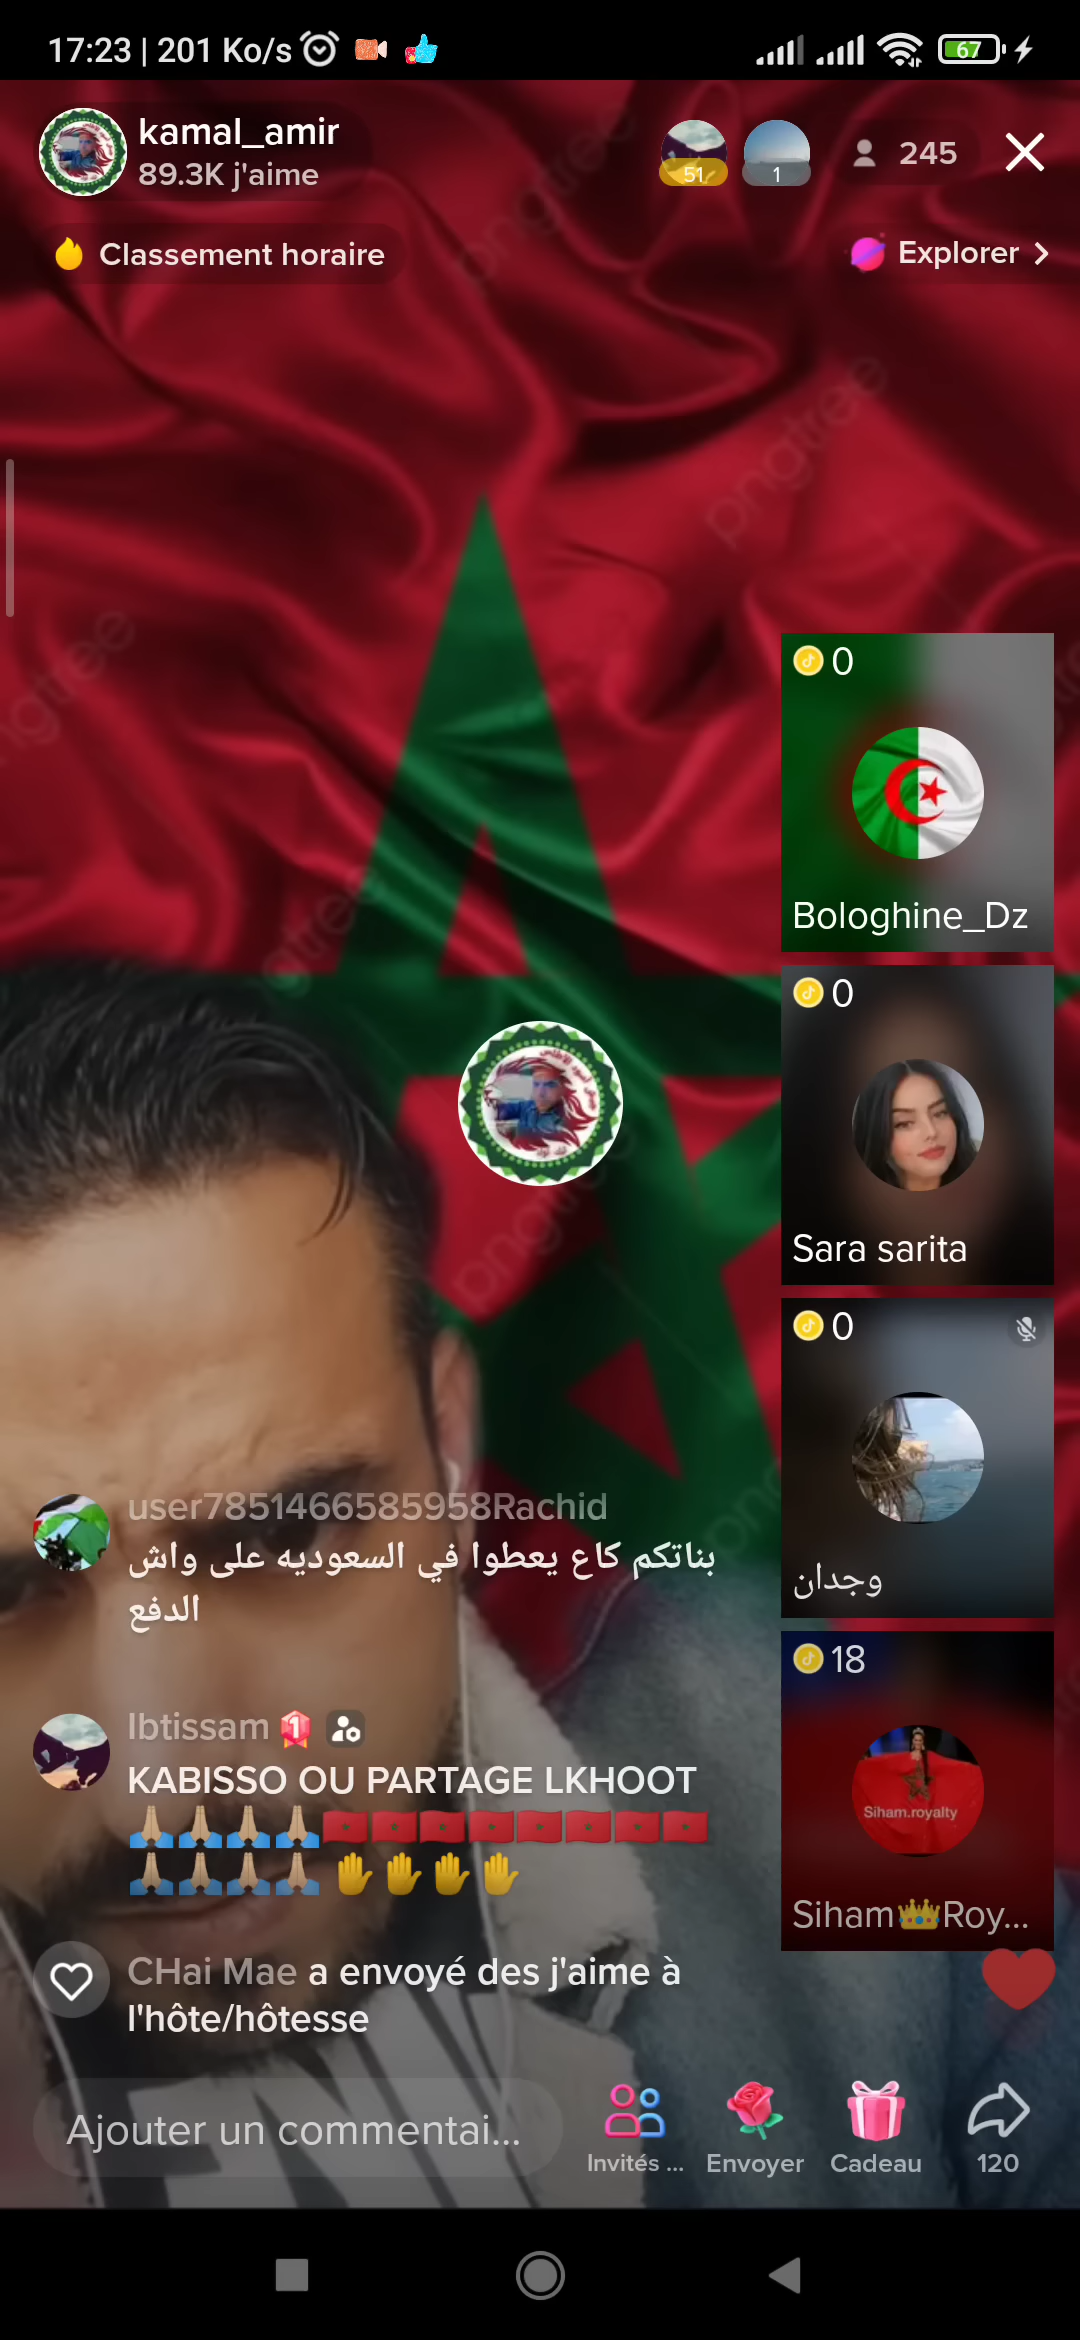 17:23 | 201 Ko/s
67
kamal_amir
89.3K j'aime
51
1
245
Classement horaire
Explorer
pngtree
pngtree
0
Bologhine_Dz
0
Sara sarita
0
وجدان
18
Siham.royalty
Siham👑Roy...
user7851466585958Rachid
بناتكم كاع يعطوا في السعوديه على واش
الدفع
Ibtissam 1
KABISSO OU PARTAGE LKHOOT
🙏🏼🙏🏼🙏🏼🙏🏼🇲🇦🇲🇦🇲🇦🇲🇦🇲🇦🇲🇦🇲🇦🇲🇦
🙏🏼🙏🏼🙏🏼🙏🏼 🤚🤚🤚🤚
CHai Mae a envoyé des j'aime à
l'hôte/hôtesse
Ajouter un commentai...
Invités ...
Envoyer
Cadeau
120